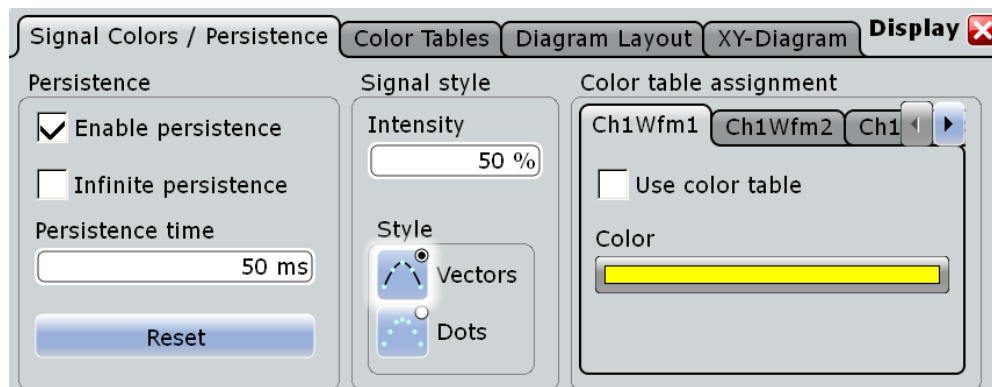 Signal Colors / Persistence
Color Tables
Diagram Layout
XY-Diagram
Display
Persistence
Enable persistence
Infinite persistence
Persistence time
50 ms
Reset
Signal style
Intensity
50 %
Style
Vectors
Dots
Color table assignment
Ch1Wfm1
Ch1Wfm2
Ch1
Use color table
Color